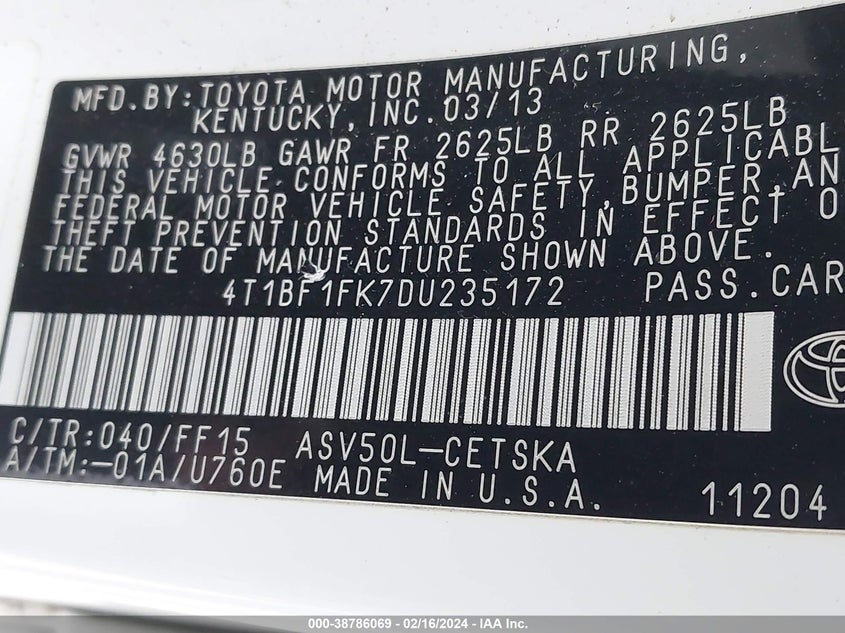 MFD.BY:TOYOTA MOTOR MANUFACTURING,
KENTUCKY,INC.03/13
GVWR 4630LB GAWR FR 2625LB RR 2625LB
THIS VEHICLE CONFORMS TO ALL APPLICABL
FEDERAL MOTOR VEHICLE SAFETY,BUMPER,AN
THEFT PREVENTION STANDARDS IN EFFECT O
THE DATE OF MANUFACTURE SHOWN ABOVE.
4T1BF1FK7DU235172 PASS.CAR
C/TR:040/FF15 ASV50L-CETSKA
A/TM:-01A/U760E MADE IN U.S.A. 11204
000-38786069 - 02/16/2024 - IAA Inc.